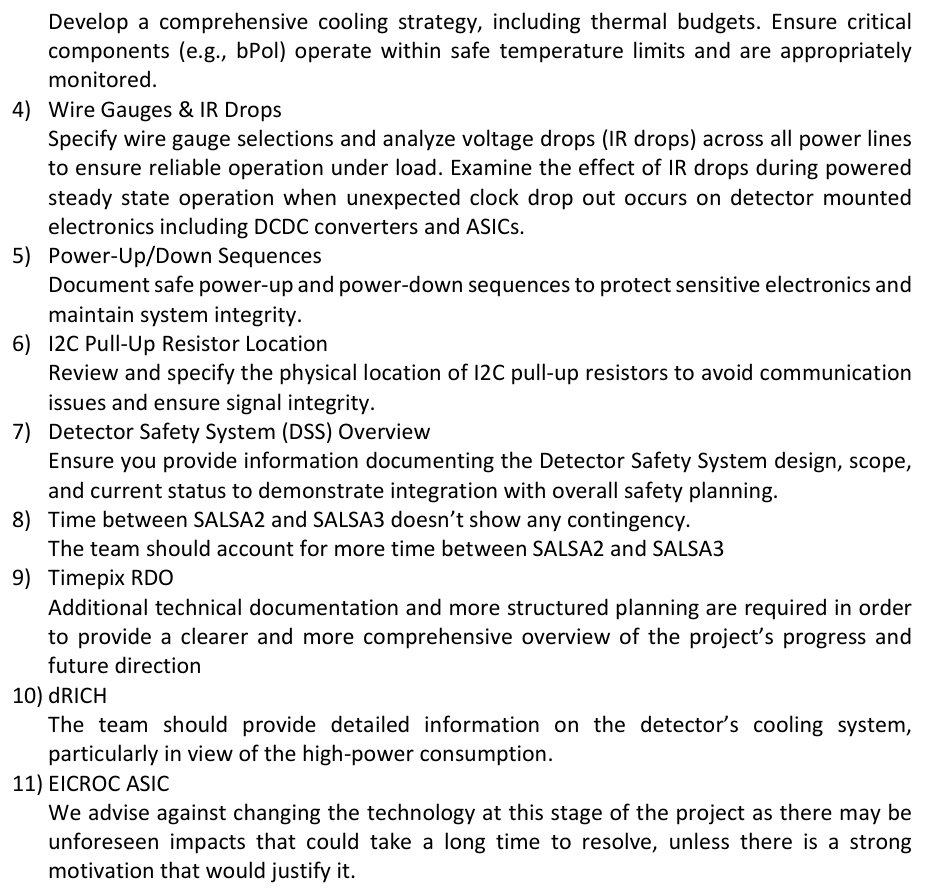 Develop a comprehensive cooling strategy, including thermal budgets. Ensure critical
components (e.g., bPol) operate within safe temperature limits and are appropriately
monitored.
4) Wire Gauges & IR Drops
Specify wire gauge selections and analyze voltage drops (IR drops) across all power lines
to ensure reliable operation under load. Examine the effect of IR drops during powered
steady state operation when unexpected clock drop out occurs on detector mounted
electronics including DCDC converters and ASICs.
5) Power-Up/Down Sequences
Document safe power-up and power-down sequences to protect sensitive electronics and
maintain system integrity.
6) I2C Pull-Up Resistor Location
Review and specify the physical location of I2C pull-up resistors to avoid communication
issues and ensure signal integrity.
7) Detector Safety System (DSS) Overview
Ensure you provide information documenting the Detector Safety System design, scope,
and current status to demonstrate integration with overall safety planning.
8) Time between SALSA2 and SALSA3 doesn’t show any contingency.
The team should account for more time between SALSA2 and SALSA3
9) Timepix RDO
Additional technical documentation and more structured planning are required in order
to provide a clearer and more comprehensive overview of the project’s progress and
future direction
10) dRICH
The team should provide detailed information on the detector’s cooling system,
particularly in view of the high-power consumption.
11) EICROC ASIC
We advise against changing the technology at this stage of the project as there may be
unforeseen impacts that could take a long time to resolve, unless there is a strong
motivation that would justify it.